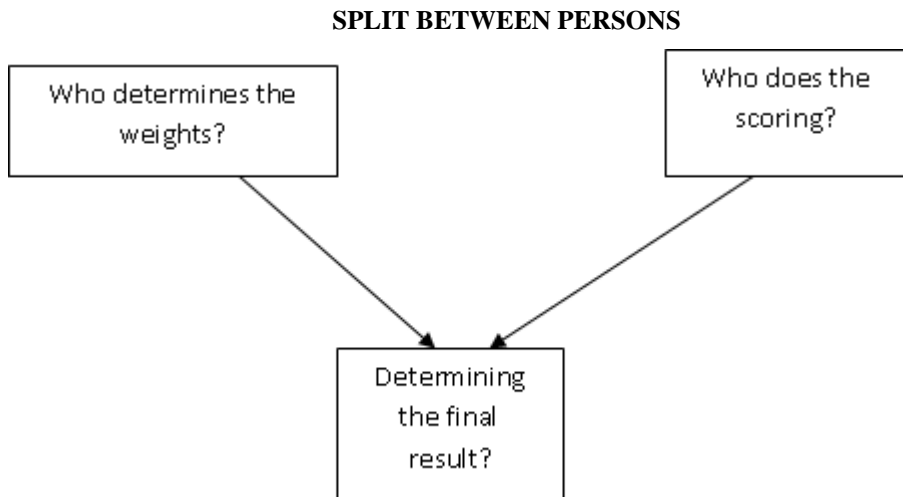 SPLIT BETWEEN PERSONS
Who determines the
weights?
Who does the
scoring?
Determining
the final
result?